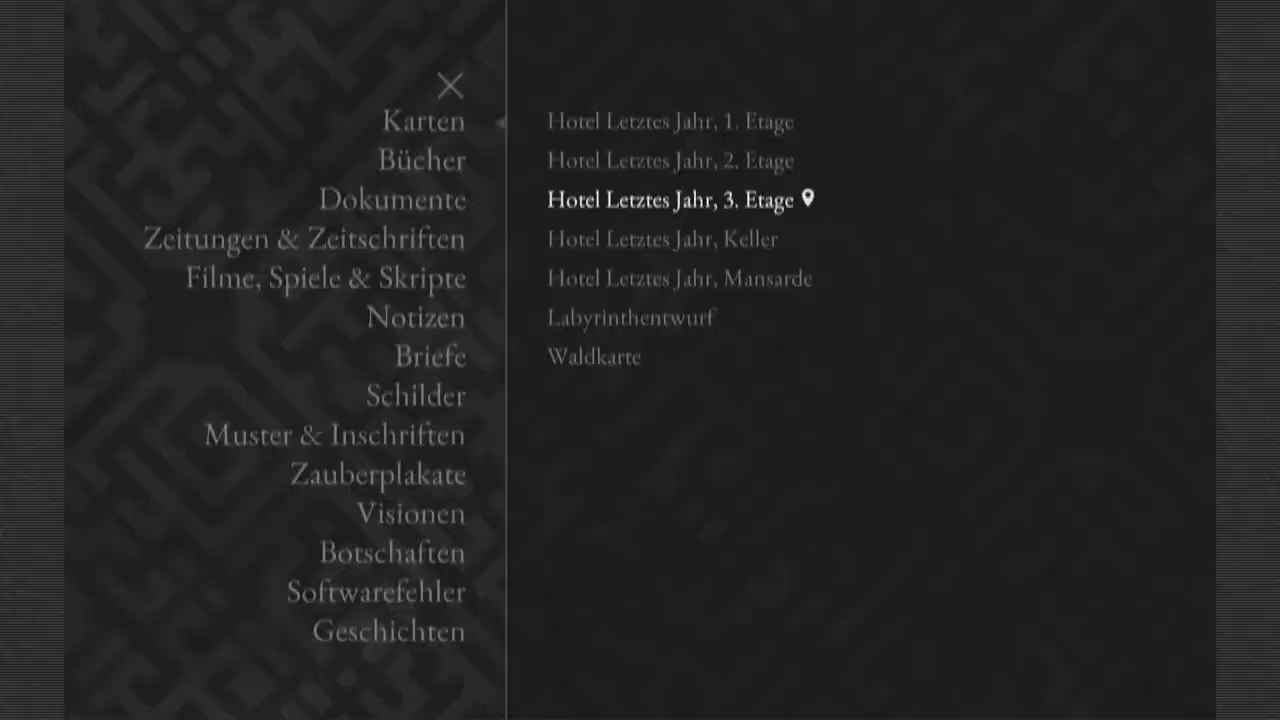 Karten
Bücher
Dokumente
Zeitungen & Zeitschriften
Filme, Spiele & Skripte
Notizen
Briefe
Schilder
Muster & Inschriften
Zauberplakate
Visionen
Botschaften
Softwarefehler
Geschichten
Hotel Letztes Jahr, 1. Etage
Hotel Letztes Jahr, 2. Etage
Hotel Letztes Jahr, 3. Etage
Hotel Letztes Jahr, Keller
Hotel Letztes Jahr, Mansarde
Labyrinthentwurf
Waldkarte